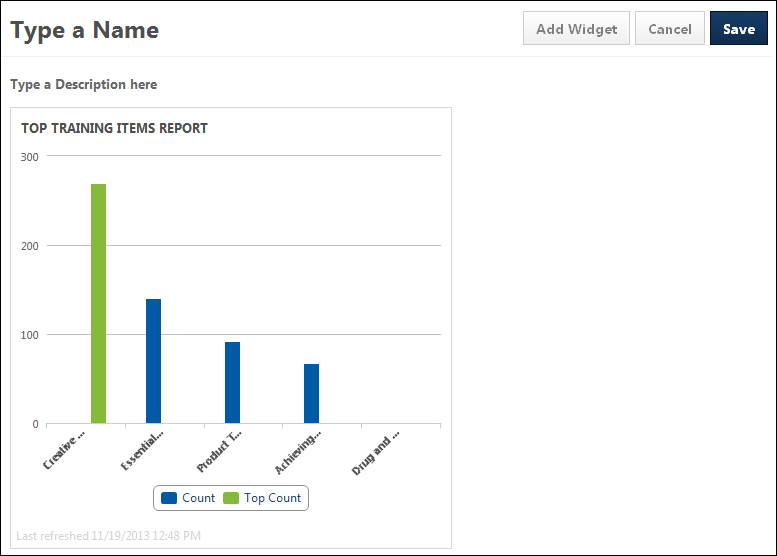 Type a Name
Add Widget Cancel Save
Type a Description here
TOP TRAINING ITEMS REPORT
300
200
100
0
Creative ... Essential... Product T... Achieving... Drug and ...
Count Top Count
Last refreshed 11/19/2013 12:48 PM